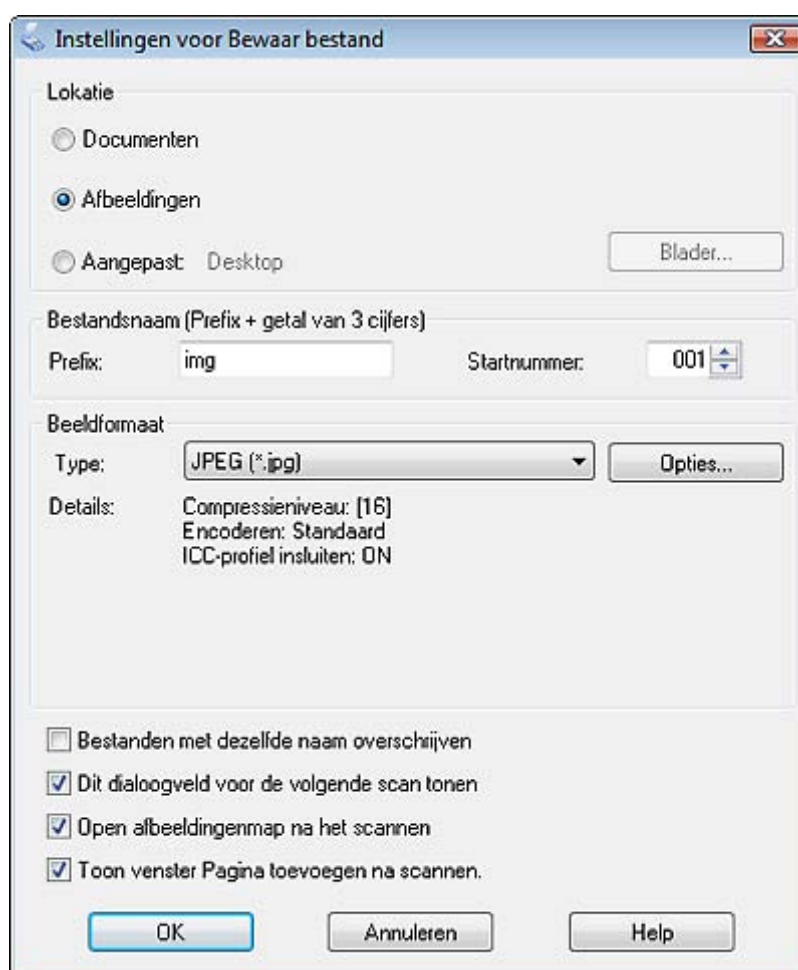 Instellingen voor Bewaar bestand
Lokatie
Documenten
Afbeeldingen
Aangepast: Desktop Blader...
Bestandsnaam (Prefix + getal van 3 cijfers)
Prefix: img Startnummer: 001
Beeldformaat
Type: JPEG (*.jpg) Opties...
Details: Compressieniveau: [16]
Encoderen: Standaard
ICC-profiel insluiten: ON
Bestanden met dezelfde naam overschrijven
Dit dialoogveld voor de volgende scan tonen
Open afbeeldingenmap na het scannen
Toon venster Pagina toevoegen na scannen.
OK Annuleren Help